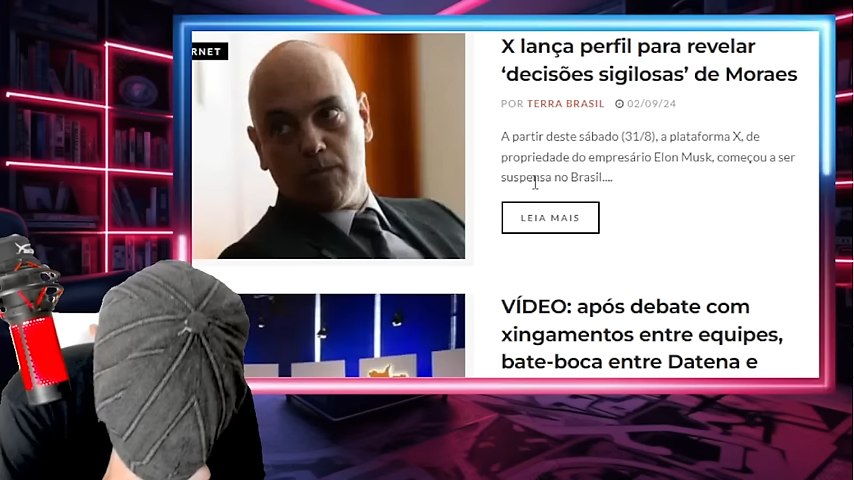 RNET
X lança perfil para revelar
‘decisões sigilosas’ de Moraes
POR TERRA BRASIL 02/09/24
A partir deste sábado (31/8), a plataforma X, de
propriedade do empresário Elon Musk, começou a ser
suspensa no Brasil....
LEIA MAIS
VÍDEO: após debate com
xingamentos entre equipes,
bate-boca entre Datena e